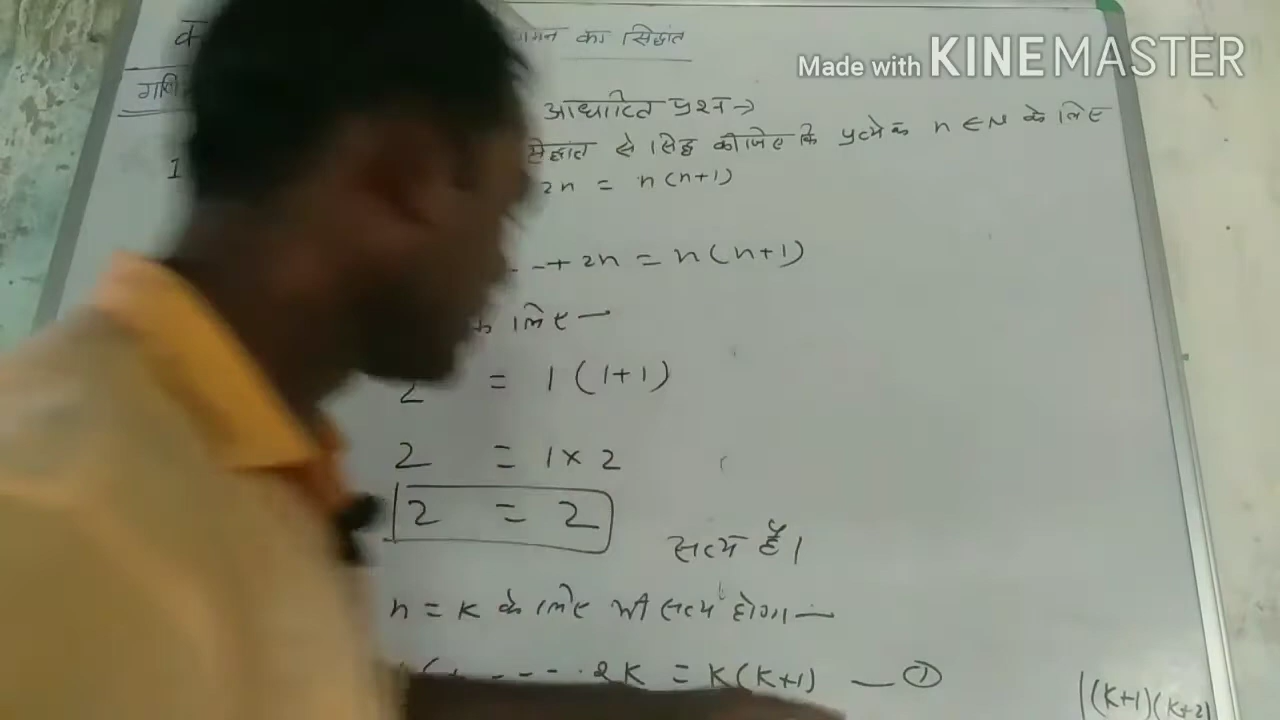 का सिद्धांत
Made with KINEMASTER
गणि
आधारित प्रश्न →
1
सिद्धांत से सिद्ध कीजिए कि प्रत्येक n ∈ N के लिए
2n = n(n+1)
. . . + 2n = n(n+1)
के लिए —
2 = 1(1+1)
2 = 1×2
2 = 2
सत्य है।
n = K के लिए भी सत्य होगा —
- - - - . 2K = K(K+1) — ①
(K+1)(K+2)